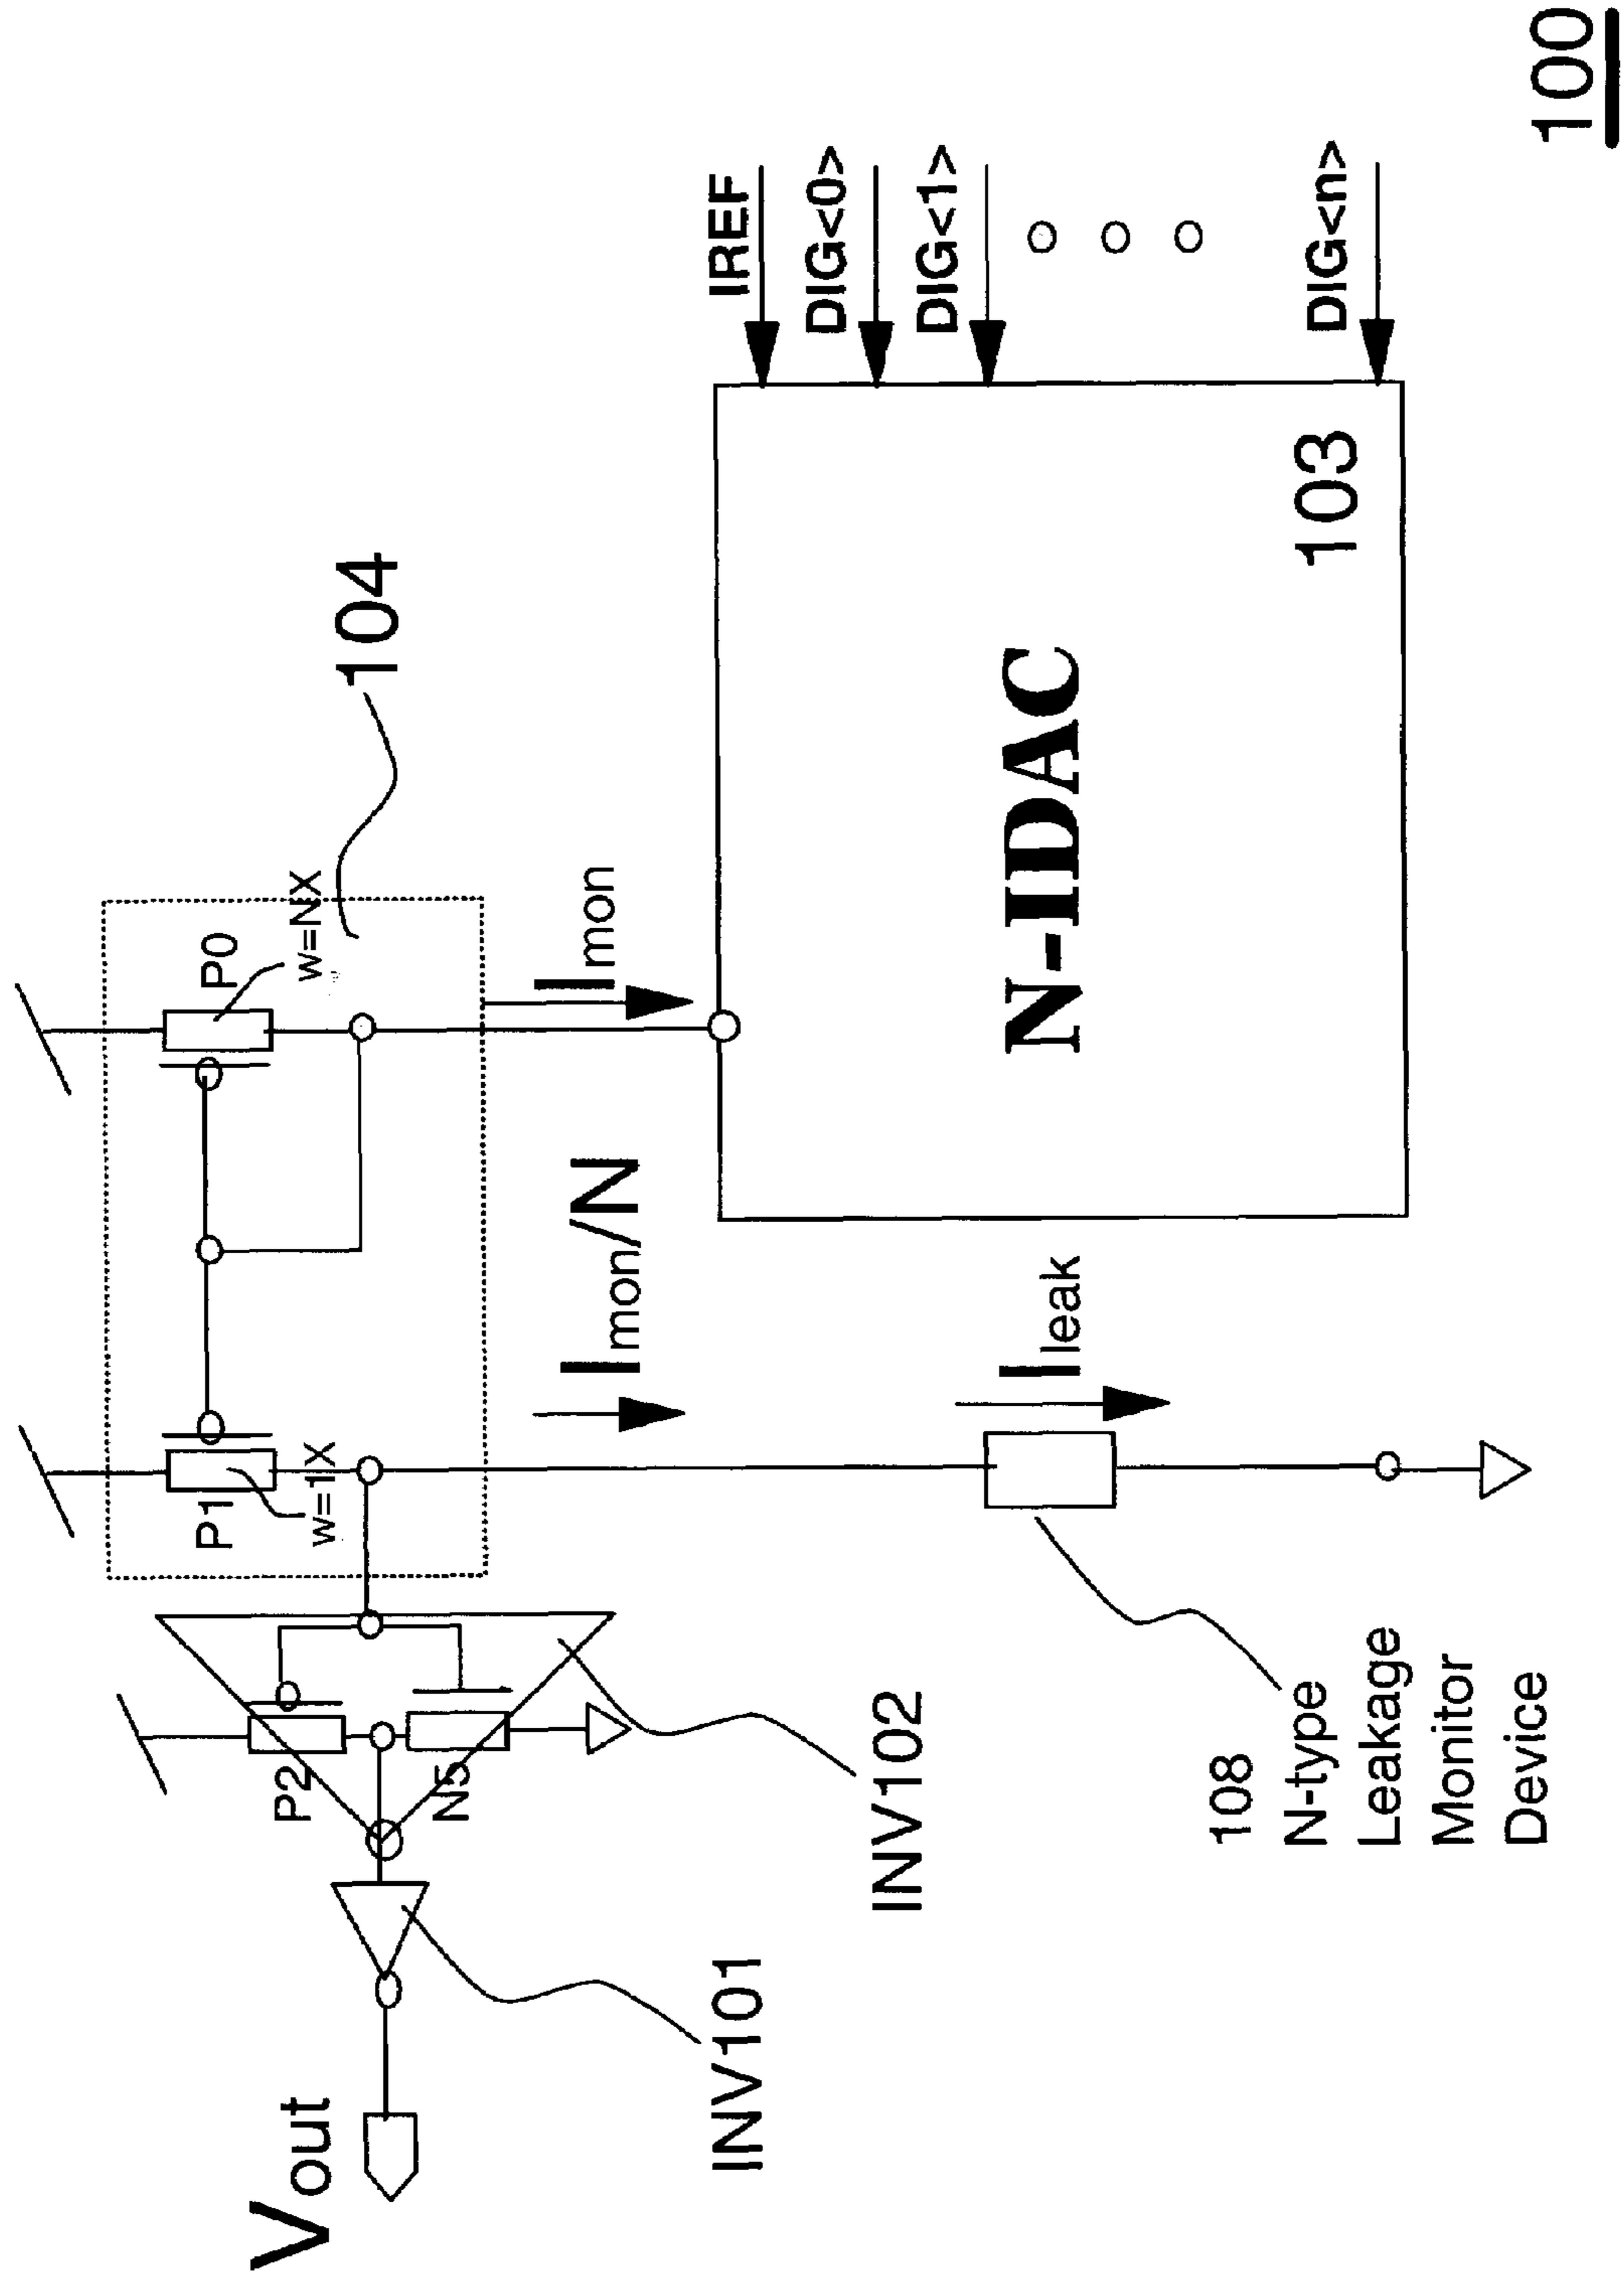 100
104
P1
w=1X
P0
w=NX
Imon/N
Imon
IREF
DIG<0>
DIG<1>
DIG<n>
N-IDAC
103
Ileak
Vout
P2
N5
INV101
INV102
108
N-type
Leakage
Monitor
Device